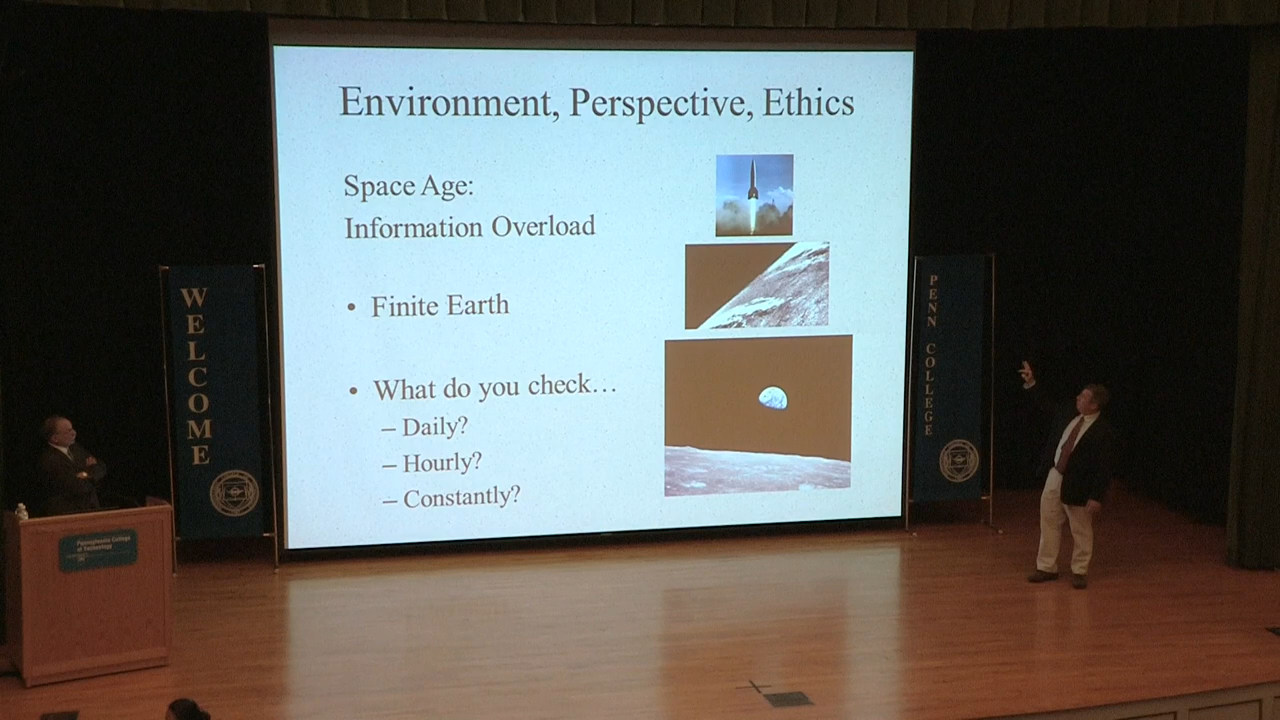 Environment, Perspective, Ethics
Space Age:
Information Overload
• Finite Earth
• What do you check…
– Daily?
– Hourly?
– Constantly?
WELCOME
PENN COLLEGE
Pennsylvania College
of Technology